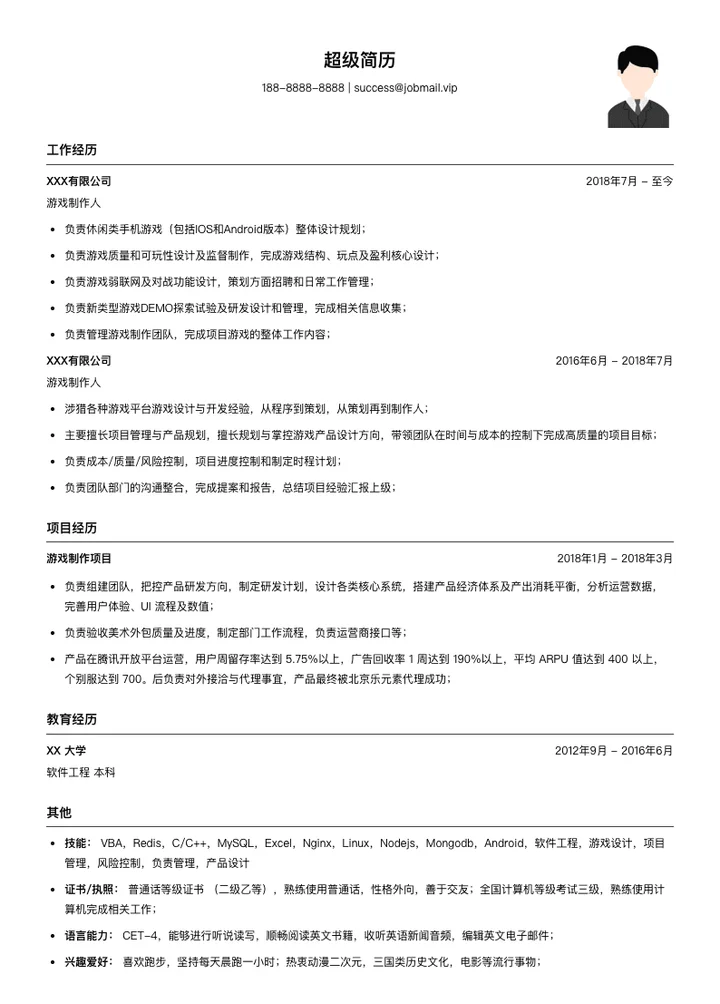 超级简历
188-8888-8888 | success@jobmail.vip
工作经历
XXX有限公司 2018年7月 – 至今
游戏制作人
• 负责休闲类手机游戏（包括IOS和Android版本）整体设计规划；
• 负责游戏质量和可玩性设计及监督制作，完成游戏结构、玩点及盈利核心设计；
• 负责游戏弱联网及对战功能设计，策划方面招聘和日常工作管理；
• 负责新类型游戏DEMO探索试验及研发设计和管理，完成相关信息收集；
• 负责管理游戏制作团队，完成项目游戏的整体工作内容；
XXX有限公司 2016年6月 – 2018年7月
游戏制作人
• 涉猎各种游戏平台游戏设计与开发经验，从程序到策划，从策划再到制作人；
• 主要擅长项目管理与产品规划，擅长规划与掌控游戏产品设计方向，带领团队在时间与成本的控制下完成高质量的项目目标；
• 负责成本/质量/风险控制，项目进度控制和制定时程计划；
• 负责团队部门的沟通整合，完成提案和报告，总结项目经验汇报上级；
项目经历
游戏制作项目 2018年1月 – 2018年3月
• 负责组建团队，把控产品研发方向，制定研发计划，设计各类核心系统，搭建产品经济体系及产出消耗平衡，分析运营数据，
完善用户体验、UI 流程及数值；
• 负责验收美术外包质量及进度，制定部门工作流程，负责运营商接口等；
• 产品在腾讯开放平台运营，用户周留存率达到 5.75%以上，广告回收率 1 周达到 190%以上，平均 ARPU 值达到 400 以上，
个别服达到 700。后负责对外接洽与代理事宜，产品最终被北京乐元素代理成功；
教育经历
XX 大学 2012年9月 – 2016年6月
软件工程 本科
其他
• 技能： VBA，Redis，C/C++，MySQL，Excel，Nginx，Linux，Nodejs，Mongodb，Android，软件工程，游戏设计，项目
管理，风险控制，负责管理，产品设计
• 证书/执照： 普通话等级证书 （二级乙等），熟练使用普通话，性格外向，善于交友；全国计算机等级考试三级，熟练使用计
算机完成相关工作；
• 语言能力： CET-4，能够进行听说读写，顺畅阅读英文书籍，收听英语新闻音频，编辑英文电子邮件；
• 兴趣爱好： 喜欢跑步，坚持每天晨跑一小时；热衷动漫二次元，三国类历史文化，电影等流行事物；